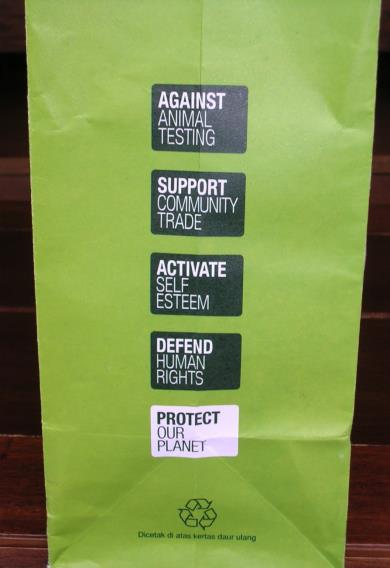 AGAINST
ANIMAL
TESTING
SUPPORT
COMMUNITY
TRADE
ACTIVATE
SELF
ESTEEM
DEFEND
HUMAN
RIGHTS
PROTECT
OUR
PLANET
Dicetak di atas kertas daur ulang